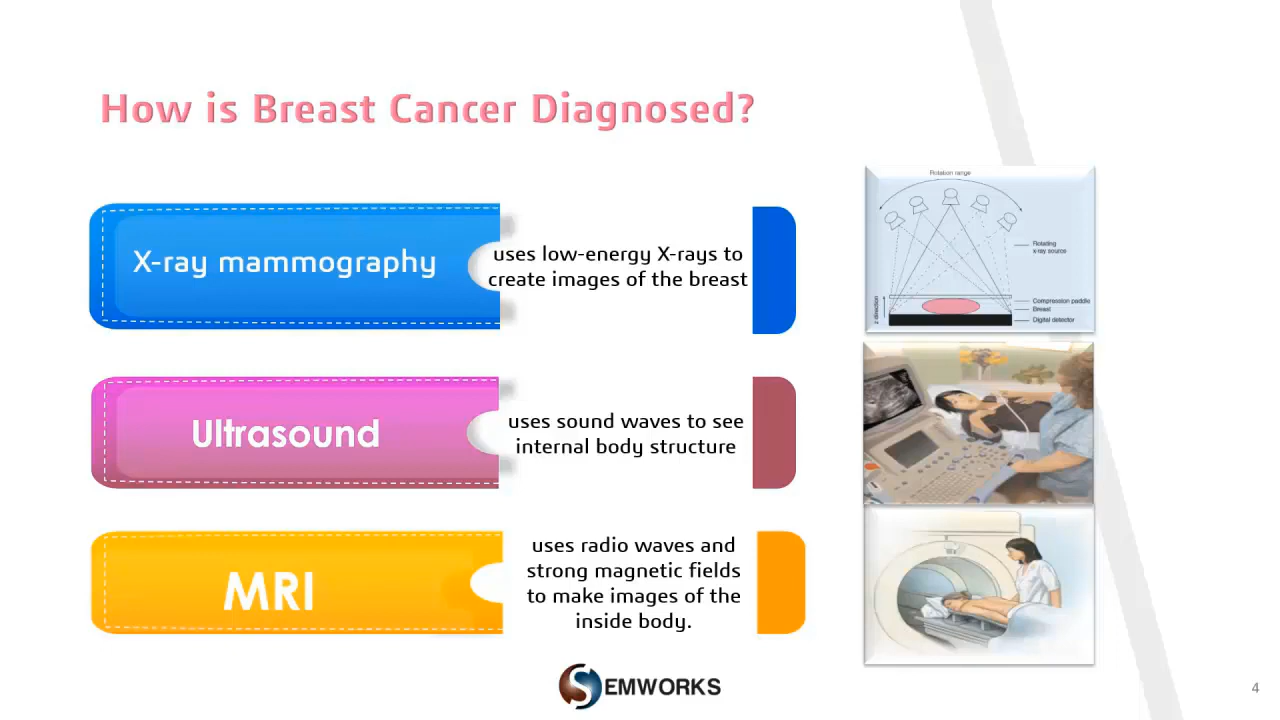 How is Breast Cancer Diagnosed?
X-ray mammography
uses low-energy X-rays to
create images of the breast
Rotation range
Rotating
x-ray source
Compression paddle
Breast
Digital detector
z direction
Ultrasound
uses sound waves to see
internal body structure
MRI
uses radio waves and
strong magnetic fields
to make images of the
inside body.
EMWORKS
4